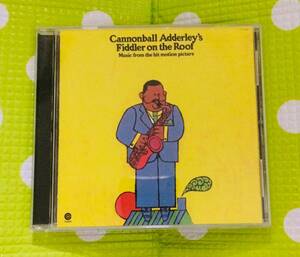 Cannonball Adderley's
Fiddler on the Roof
Music from the hit motion picture